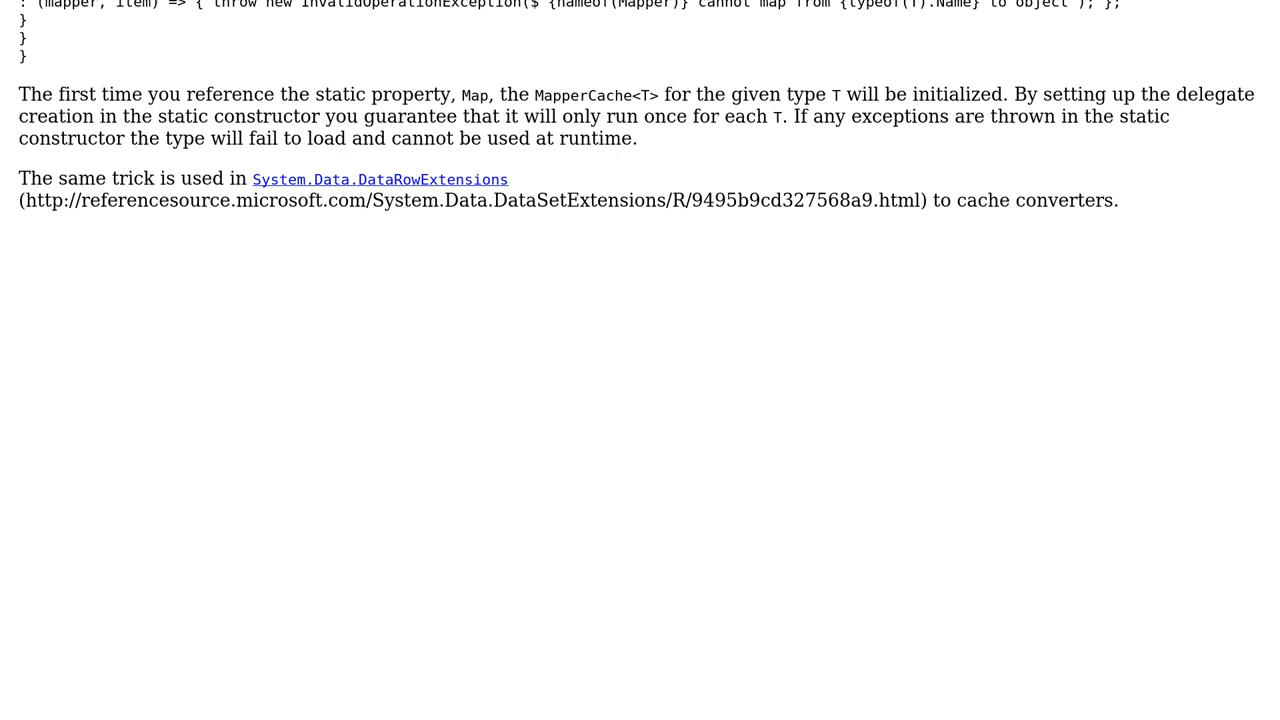 : (mapper, item) => { throw new InvalidOperationException($ {nameof(Mapper)} cannot map from {typeof(T).Name} to object ); };
}
}
}
The first time you reference the static property, Map, the MapperCache<T> for the given type T will be initialized. By setting up the delegate
creation in the static constructor you guarantee that it will only run once for each T. If any exceptions are thrown in the static
constructor the type will fail to load and cannot be used at runtime.
The same trick is used in System.Data.DataRowExtensions
(http://referencesource.microsoft.com/System.Data.DataSetExtensions/R/9495b9cd327568a9.html) to cache converters.